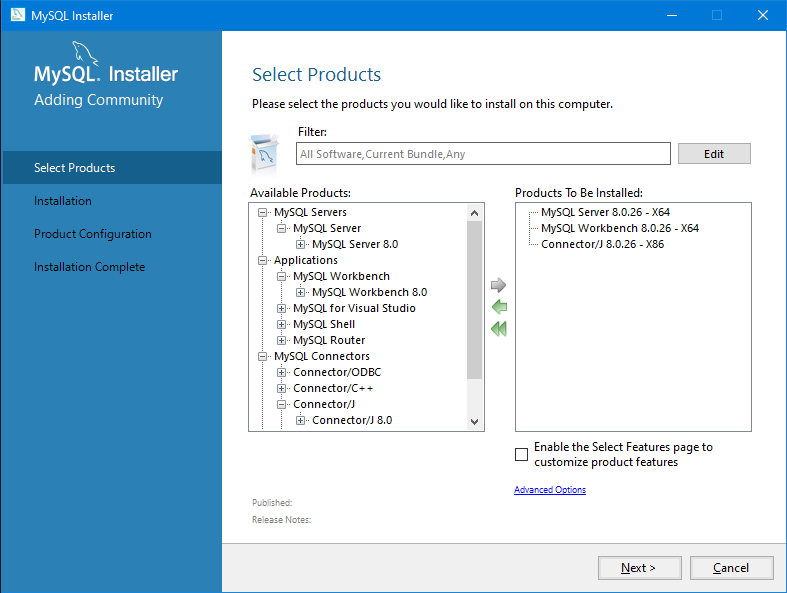 MySQL Installer
MySQL. Installer
Adding Community
Select Products
Installation
Product Configuration
Installation Complete
Select Products
Please select the products you would like to install on this computer.
Filter:
All Software,Current Bundle,Any
Edit
Available Products:
MySQL Servers
MySQL Server
MySQL Server 8.0
Applications
MySQL Workbench
MySQL Workbench 8.0
MySQL for Visual Studio
MySQL Shell
MySQL Router
MySQL Connectors
Connector/ODBC
Connector/C++
Connector/J
Connector/J 8.0
Products To Be Installed:
MySQL Server 8.0.26 - X64
MySQL Workbench 8.0.26 - X64
Connector/J 8.0.26 - X86
Enable the Select Features page to
customize product features
Advanced Options
Published:
Release Notes:
Next >
Cancel